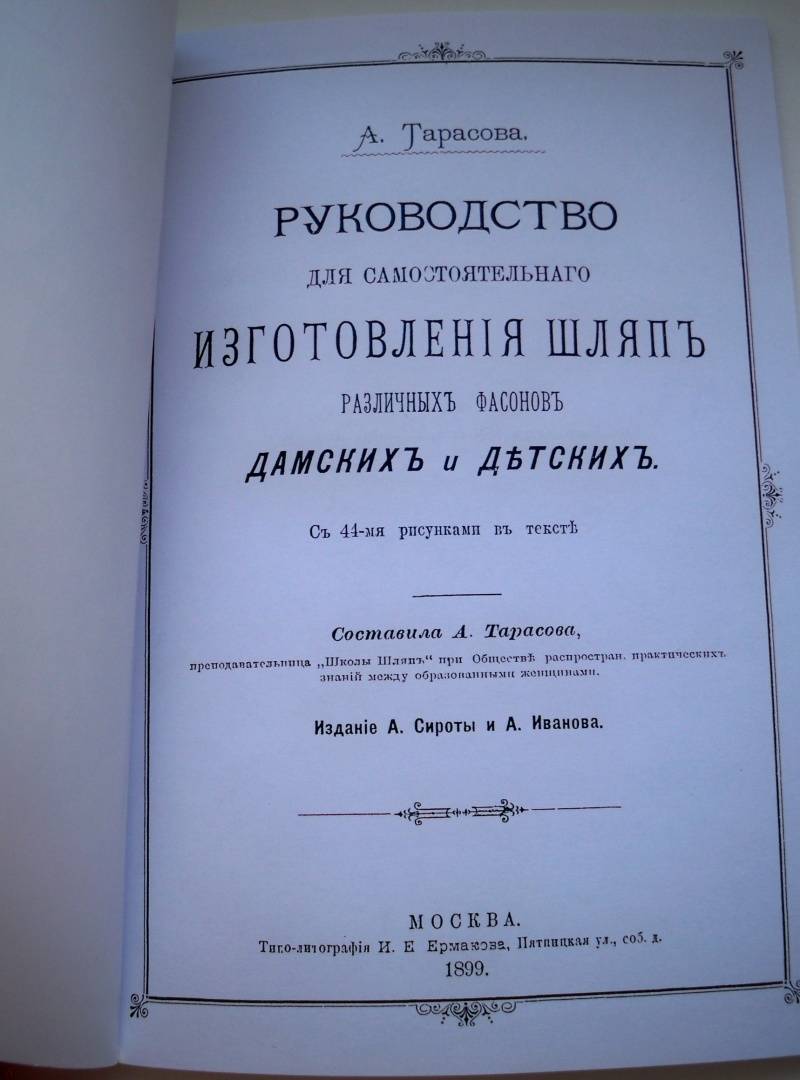 А. Тарасова.
РУКОВОДСТВО
ДЛЯ САМОСТОЯТЕЛЬНАГО
ИЗГОТОВЛЕНІЯ ШЛЯПЪ
РАЗЛИЧНЫХЪ ФАСОНОВЪ
ДАМСКИХЪ и ДѢТСКИХЪ.
Съ 44-мя рисунками въ текстѣ
Составила А. Тарасова,
преподавательница „Школы Шляпъ“ при Обществѣ распростран. практическихъ
знаній между образованными женщинами.
Изданіе А. Сироты и А. Иванова.
МОСКВА.
Типо-литографія И. Е Ермакова, Пятницкая ул., соб. д.
1899.